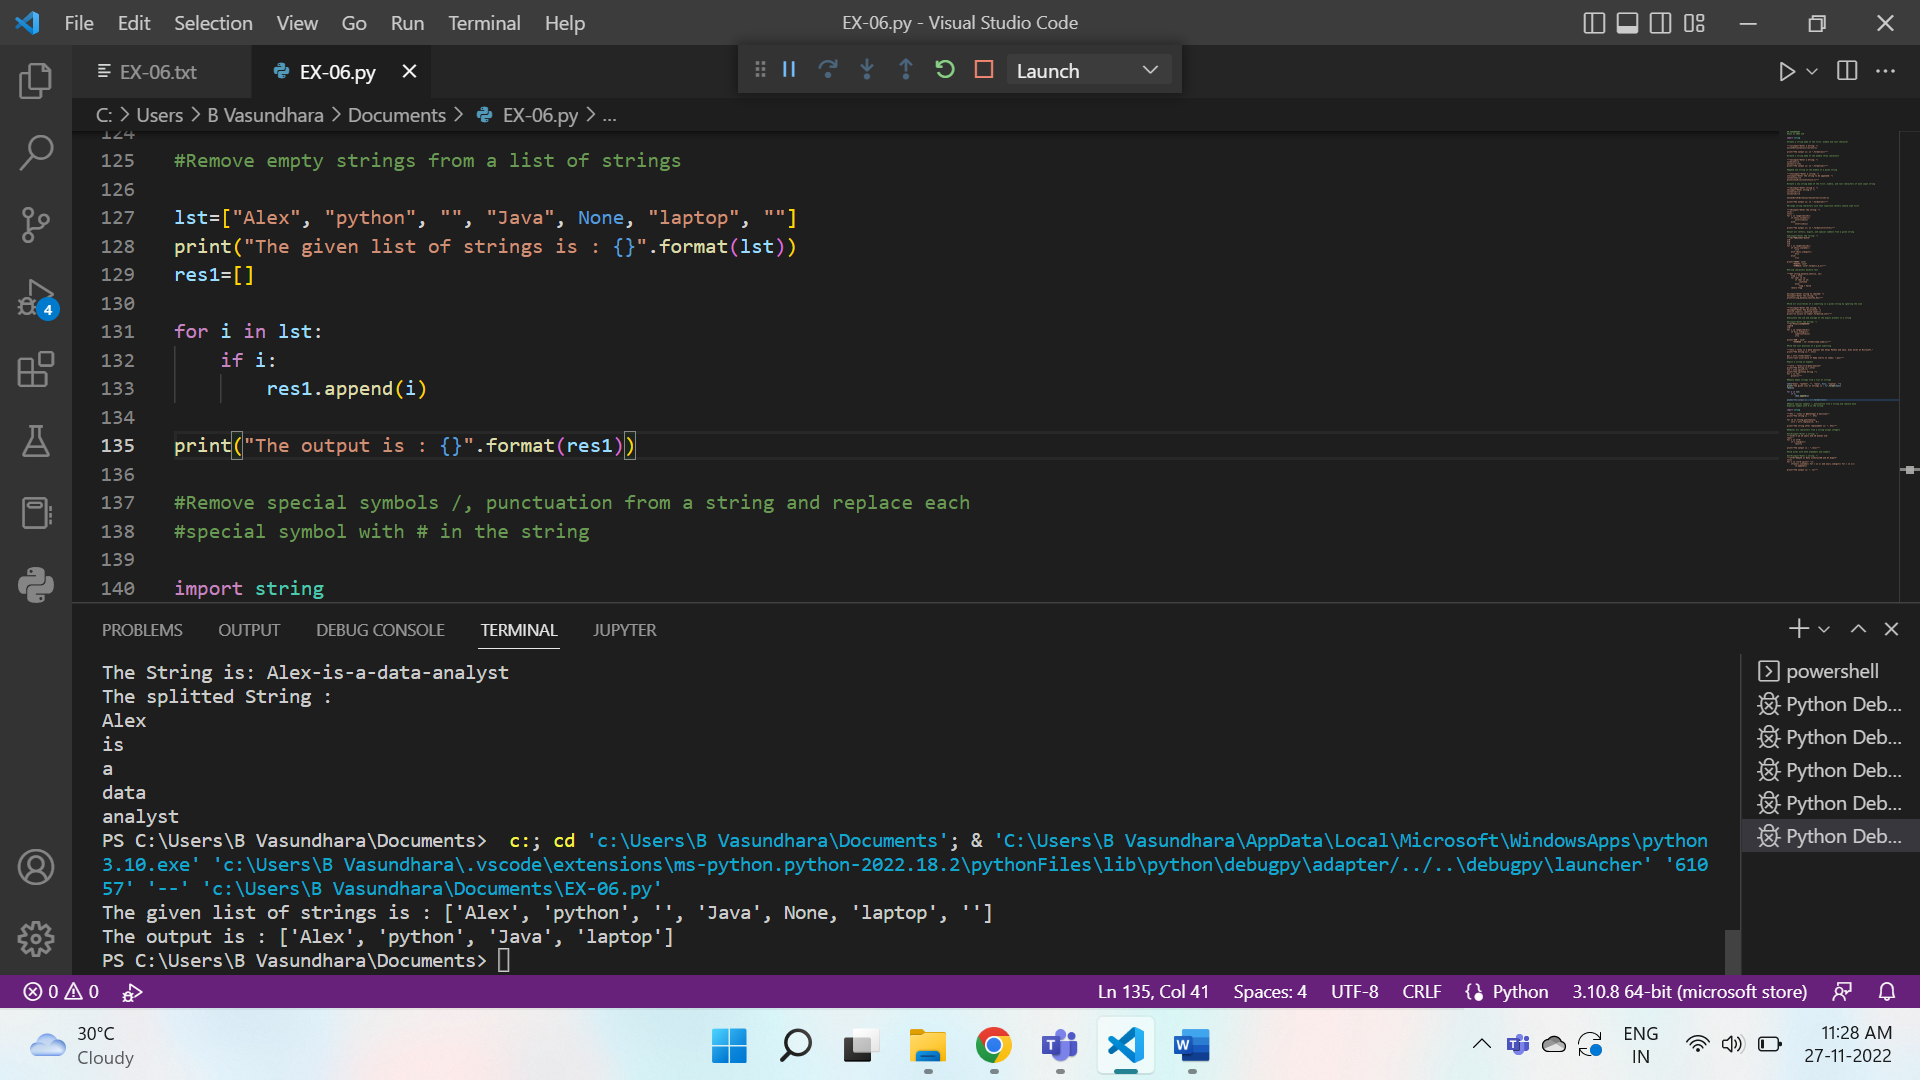 File Edit Selection View Go Run Terminal Help
EX-06.py - Visual Studio Code
EX-06.txt
EX-06.py
Launch
C: > Users > B Vasundhara > Documents > EX-06.py > ...
124
125 #Remove empty strings from a list of strings
126
127 lst=["Alex", "python", "", "Java", None, "laptop", ""]
128 print("The given list of strings is : {}".format(lst))
129 res1=[]
130
131 for i in lst:
132     if i:
133         res1.append(i)
134
135 print("The output is : {}".format(res1))
136
137 #Remove special symbols /, punctuation from a string and replace each
138 #special symbol with # in the string
139
140 import string
4
PROBLEMS OUTPUT DEBUG CONSOLE TERMINAL JUPYTER
The String is: Alex-is-a-data-analyst
The splitted String :
Alex
is
a
data
analyst
PS C:\Users\B Vasundhara\Documents>  c:; cd 'c:\Users\B Vasundhara\Documents'; & 'C:\Users\B Vasundhara\AppData\Local\Microsoft\WindowsApps\python
3.10.exe' 'c:\Users\B Vasundhara\.vscode\extensions\ms-python.python-2022.18.2\pythonFiles\lib\python\debugpy\adapter/../..\debugpy\launcher' '610
57' '--' 'c:\Users\B Vasundhara\Documents\EX-06.py'
The given list of strings is : ['Alex', 'python', '', 'Java', None, 'laptop', '']
The output is : ['Alex', 'python', 'Java', 'laptop']
PS C:\Users\B Vasundhara\Documents>
powershell
Python Deb...
Python Deb...
Python Deb...
Python Deb...
Python Deb...
0 0
Ln 135, Col 41 Spaces: 4 UTF-8 CRLF Python 3.10.8 64-bit (microsoft store)
30°C
Cloudy
ENG
IN
11:28 AM
27-11-2022